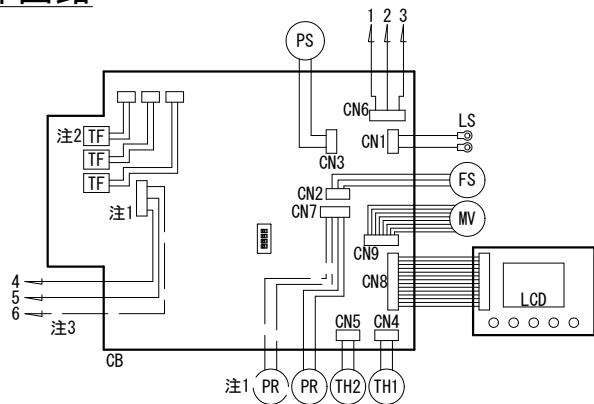 1 2 3
PS
CN6
LS
CN1
注2 TF
TF
TF
CN3
CN2
FS
注1
CN7
MV
CN9
CN8
LCD
4
5
6
注3
CN5 CN4
CB
注1 PR PR TH2 TH1